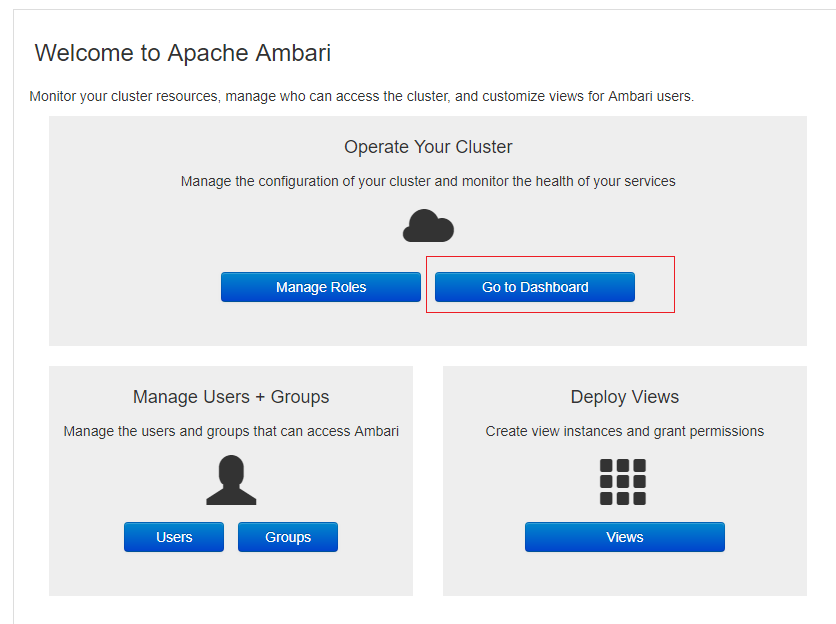 Welcome to Apache Ambari
Monitor your cluster resources, manage who can access the cluster, and customize views for Ambari users.
Operate Your Cluster
Manage the configuration of your cluster and monitor the health of your services
Manage Roles
Go to Dashboard
Manage Users + Groups
Manage the users and groups that can access Ambari
Users
Groups
Deploy Views
Create view instances and grant permissions
Views